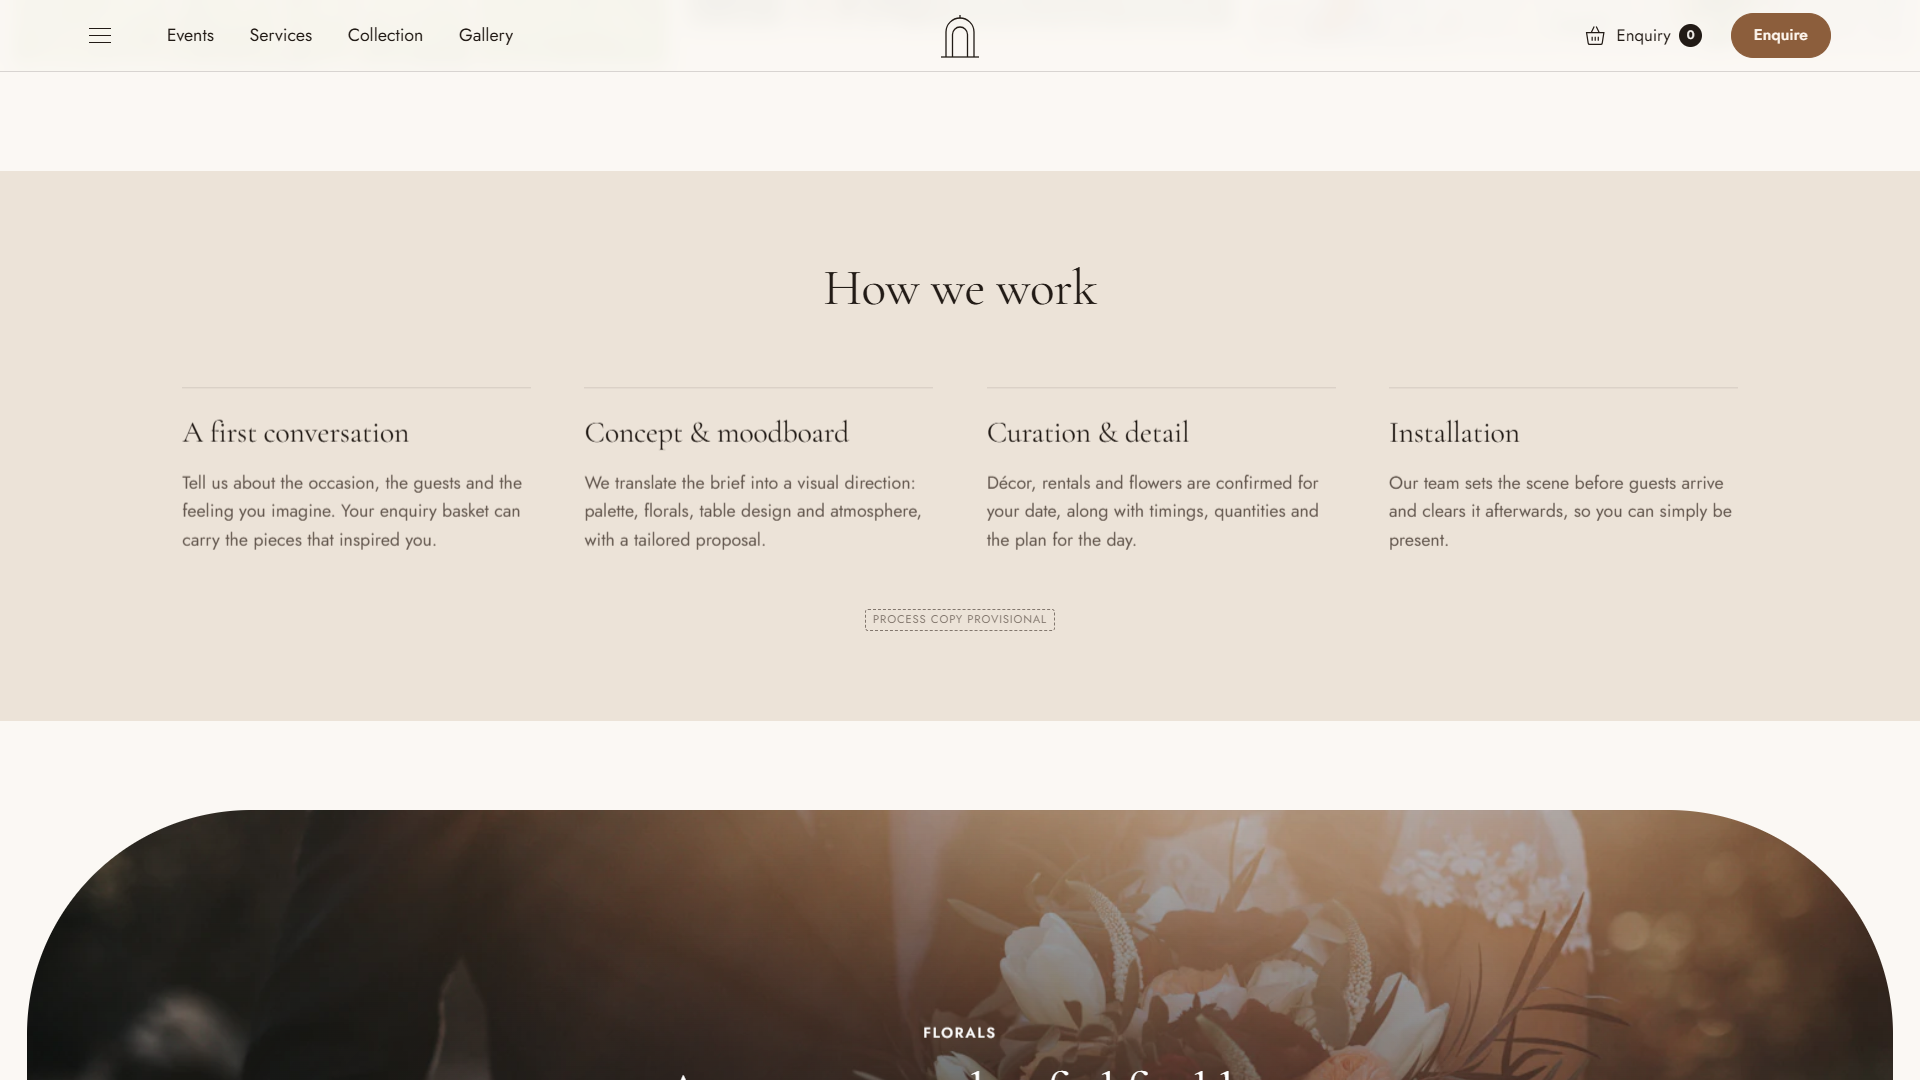 Events Services Collection Gallery Enquiry 0 Enquire
How we work
A first conversation
Tell us about the occasion, the guests and the
feeling you imagine. Your enquiry basket can
carry the pieces that inspired you.
Concept & moodboard
We translate the brief into a visual direction:
palette, florals, table design and atmosphere,
with a tailored proposal.
Curation & detail
Décor, rentals and flowers are confirmed for
your date, along with timings, quantities and
the plan for the day.
Installation
Our team sets the scene before guests arrive
and clears it afterwards, so you can simply be
present.
PROCESS COPY PROVISIONAL
FLORALS